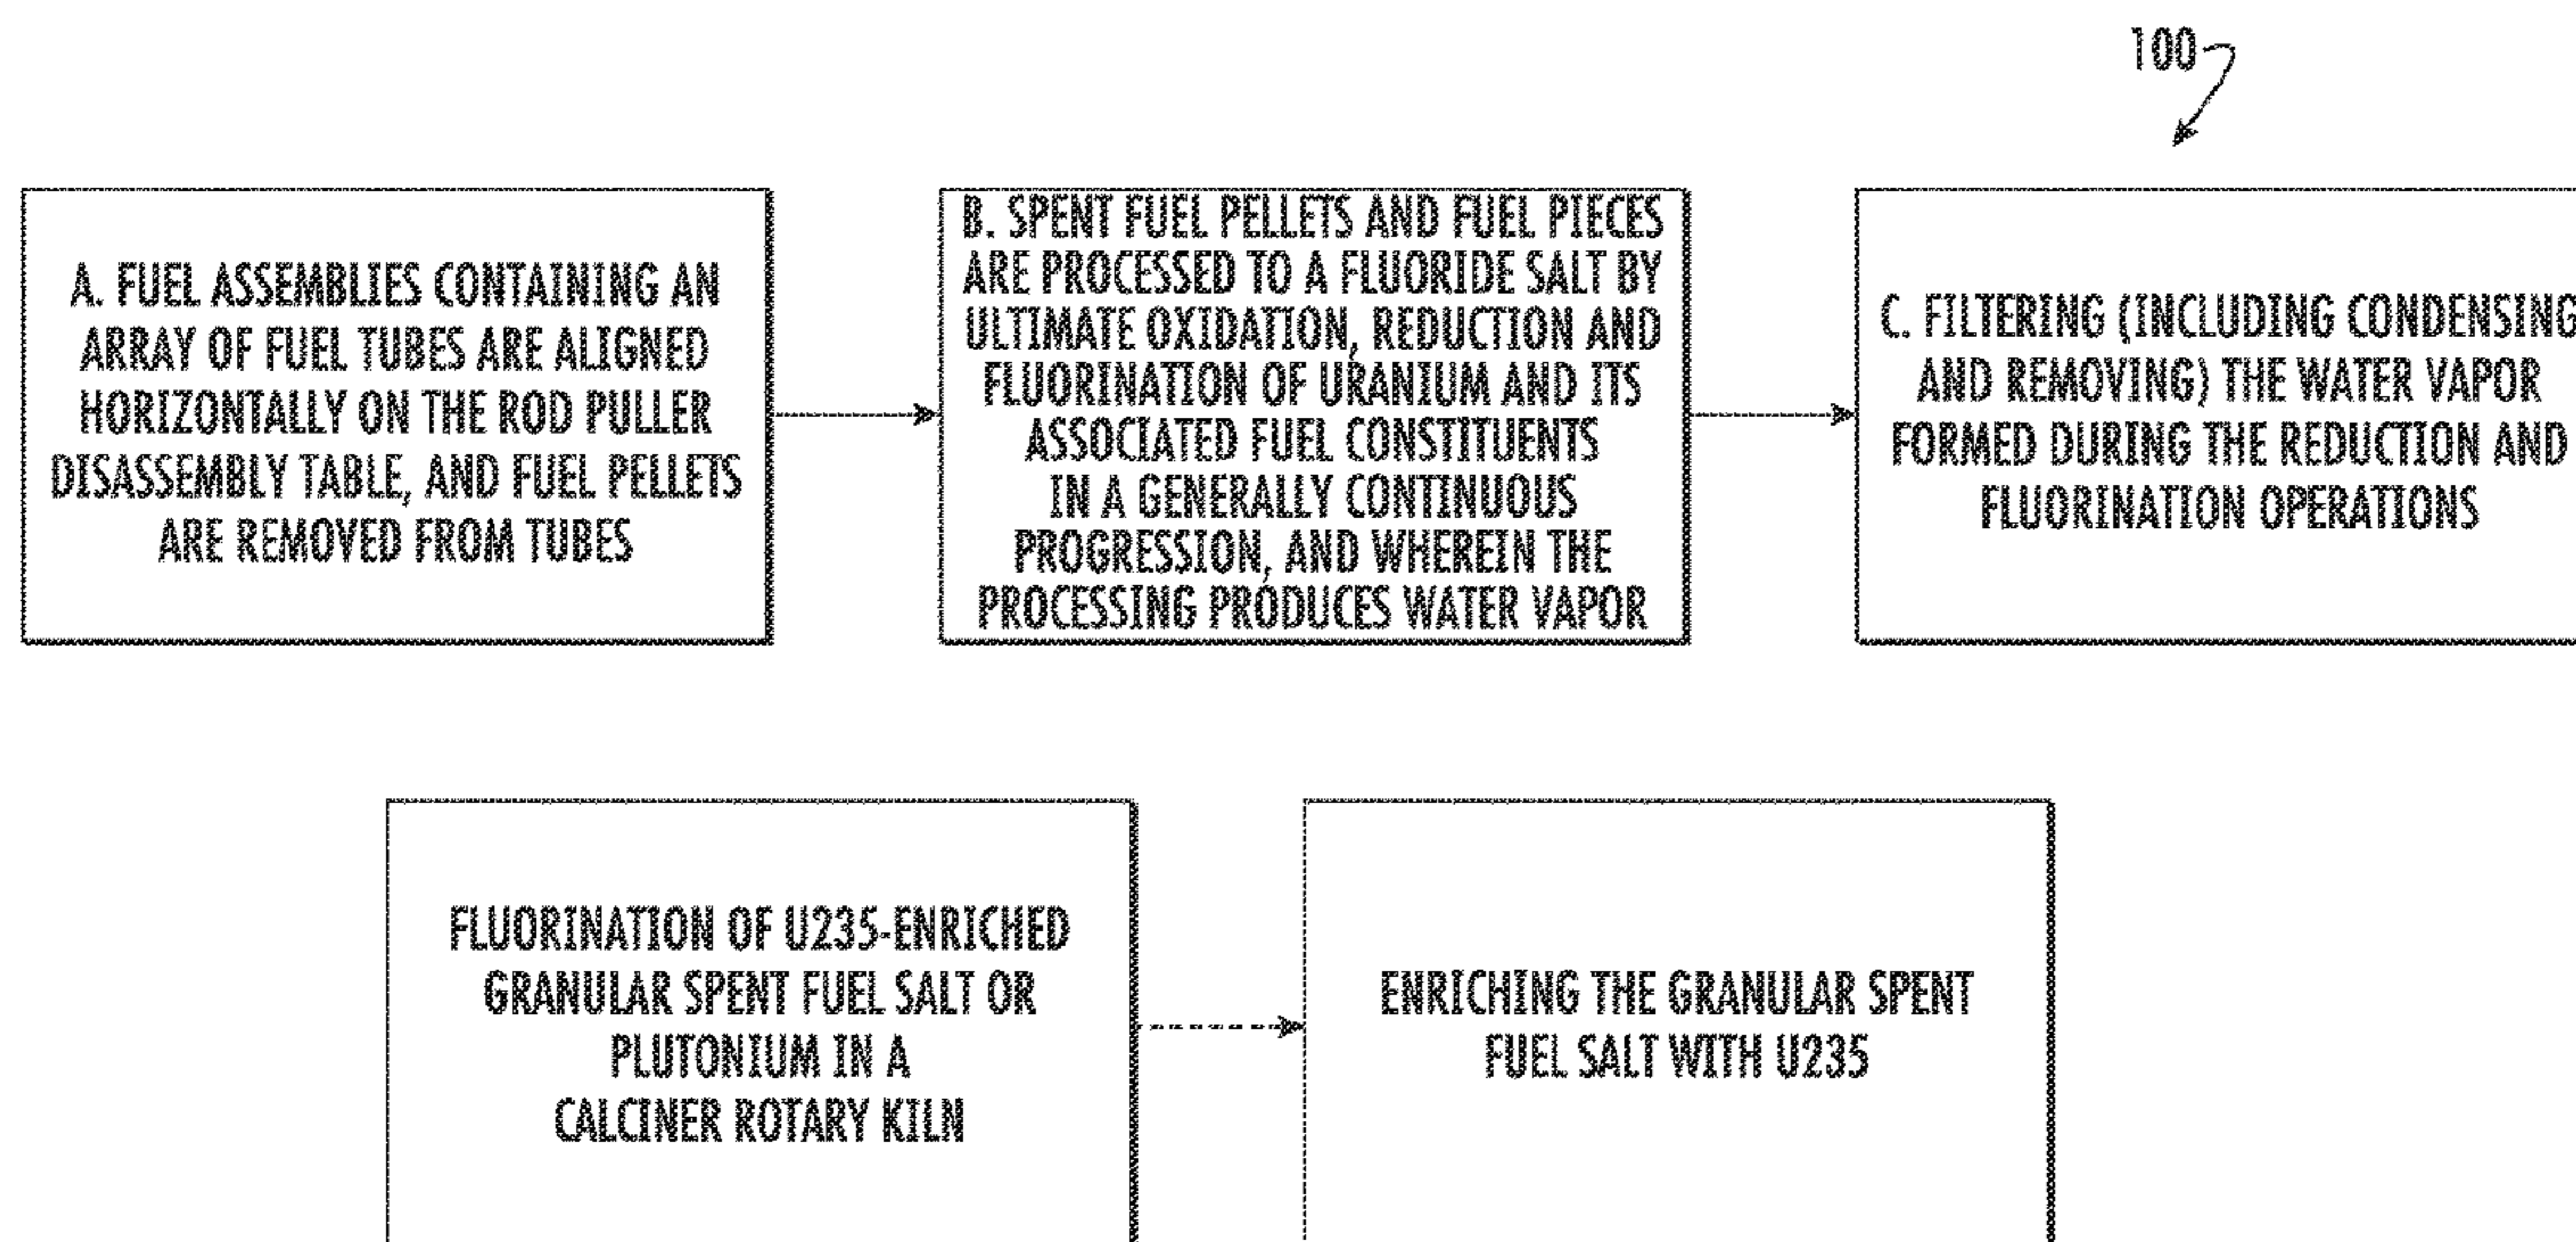 100
A. FUEL ASSEMBLIES CONTAINING AN
ARRAY OF FUEL TUBES ARE ALIGNED
HORIZONTALLY ON THE ROD PULLER
DISASSEMBLY TABLE, AND FUEL PELLETS
ARE REMOVED FROM TUBES
B. SPENT FUEL PELLETS AND FUEL PIECES
ARE PROCESSED TO A FLUORIDE SALT BY
ULTIMATE OXIDATION, REDUCTION AND
FLUORINATION OF URANIUM AND ITS
ASSOCIATED FUEL CONSTITUENTS
IN A GENERALLY CONTINUOUS
PROGRESSION, AND WHEREIN THE
PROCESSING PRODUCES WATER VAPOR
C. FILTERING (INCLUDING CONDENSING
AND REMOVING) THE WATER VAPOR
FORMED DURING THE REDUCTION AND
FLUORINATION OPERATIONS
FLUORINATION OF U235-ENRICHED
GRANULAR SPENT FUEL SALT OR
PLUTONIUM IN A
CALCINER ROTARY KILN
ENRICHING THE GRANULAR SPENT
FUEL SALT WITH U235